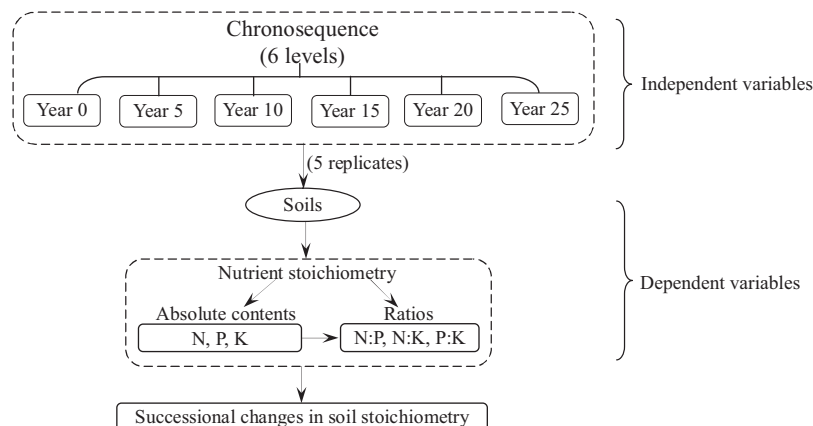 Chronosequence
(6 levels)
Year 0
Year 5
Year 10
Year 15
Year 20
Year 25
Independent variables
(5 replicates)
Soils
Nutrient stoichiometry
Absolute contents
Ratios
N, P, K
N:P, N:K, P:K
Dependent variables
Successional changes in soil stoichiometry